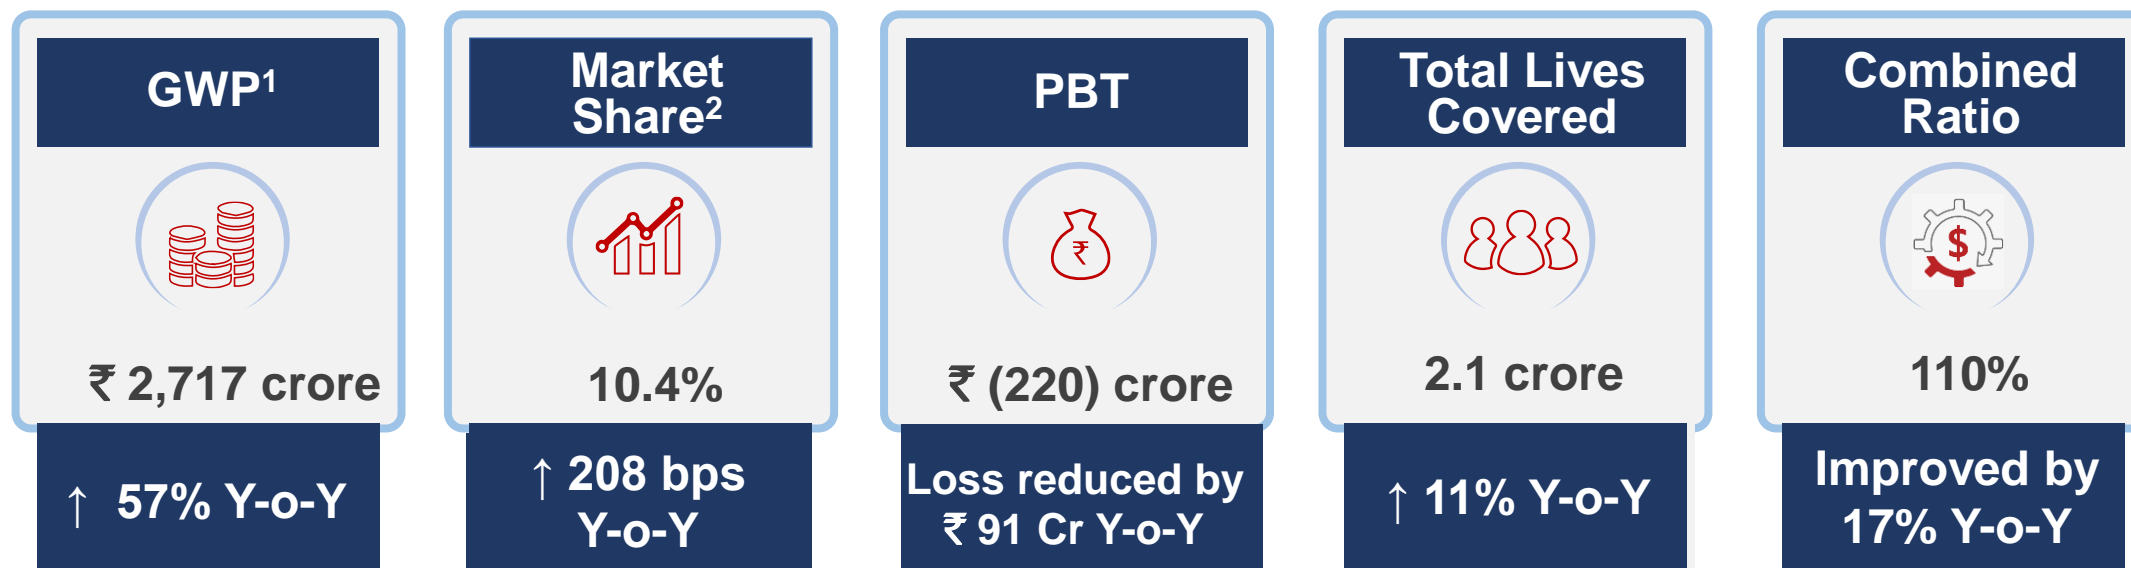 GWP¹
₹ 2,717 crore
↑ 57% Y-o-Y
Market
Share²
10.4%
↑ 208 bps
Y-o-Y
PBT
₹
₹ (220) crore
Loss reduced by
₹ 91 Cr Y-o-Y
Total Lives
Covered
2.1 crore
↑ 11% Y-o-Y
Combined
Ratio
$
110%
Improved by
17% Y-o-Y